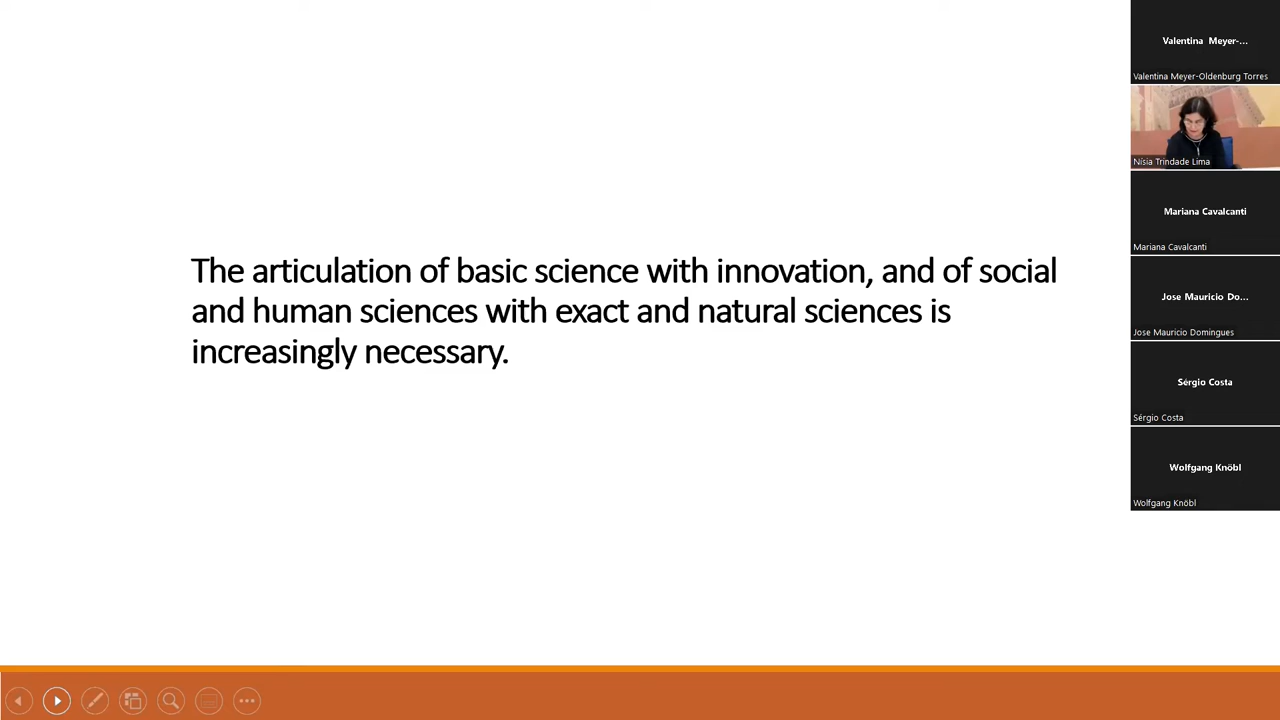 The articulation of basic science with innovation, and of social
and human sciences with exact and natural sciences is
increasingly necessary.
Valentina Meyer-...
Valentina Meyer-Oldenburg Torres
Nísia Trindade Lima
Mariana Cavalcanti
Mariana Cavalcanti
Jose Mauricio Do...
Jose Mauricio Domingues
Sérgio Costa
Sérgio Costa
Wolfgang Knöbl
Wolfgang Knöbl